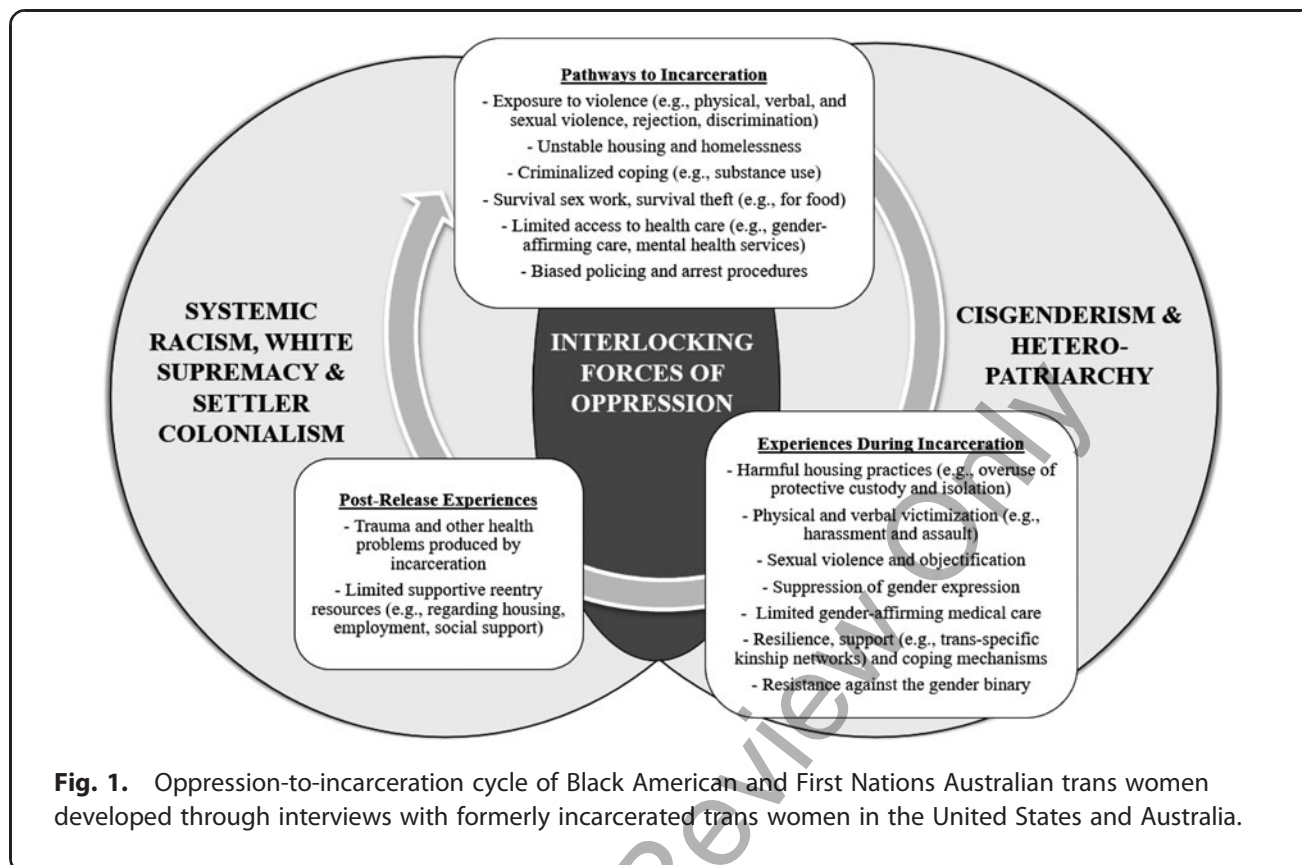 Pathways to Incarceration
- Exposure to violence (e.g., physical, verbal, and
sexual violence, rejection, discrimination)
- Unstable housing and homelessness
- Criminalized coping (e.g., substance use)
- Survival sex work, survival theft (e.g., for food)
- Limited access to health care (e.g., gender-
affirming care, mental health services)
- Biased policing and arrest procedures
SYSTEMIC
RACISM, WHITE
SUPREMACY &
SETTLER
COLONIALISM
INTERLOCKING
FORCES OF
OPPRESSION
CISGENDERISM &
HETERO-
PATRIARCHY
Experiences During Incarceration
- Harmful housing practices (e.g., overuse of
protective custody and isolation)
- Physical and verbal victimization (e.g.,
harassment and assault)
- Sexual violence and objectification
- Suppression of gender expression
- Limited gender-affirming medical care
- Resilience, support (e.g., trans-specific
kinship networks) and coping mechanisms
- Resistance against the gender binary
Post-Release Experiences
- Trauma and other health
problems produced by
incarceration
- Limited supportive reentry
resources (e.g., regarding housing,
employment, social support)
Review Only
Fig. 1. Oppression-to-incarceration cycle of Black American and First Nations Australian trans women
developed through interviews with formerly incarcerated trans women in the United States and Australia.